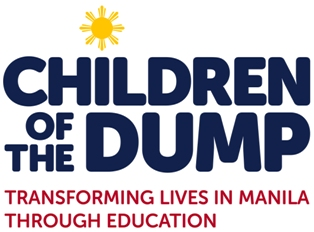 CHILDREN
OF THE DUMP
TRANSFORMING LIVES IN MANILA
THROUGH EDUCATION